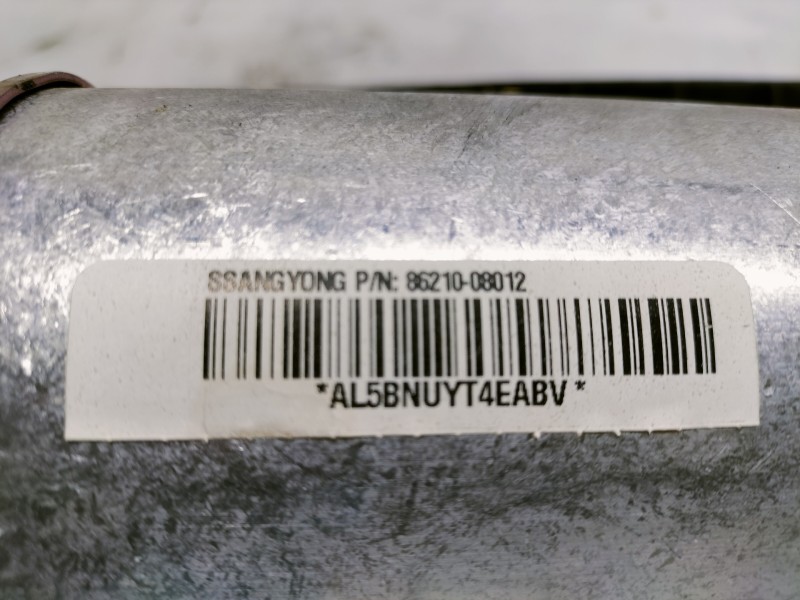 SSANGYONG P/N: 86210-08012
*AL5BNUYT4EABV*